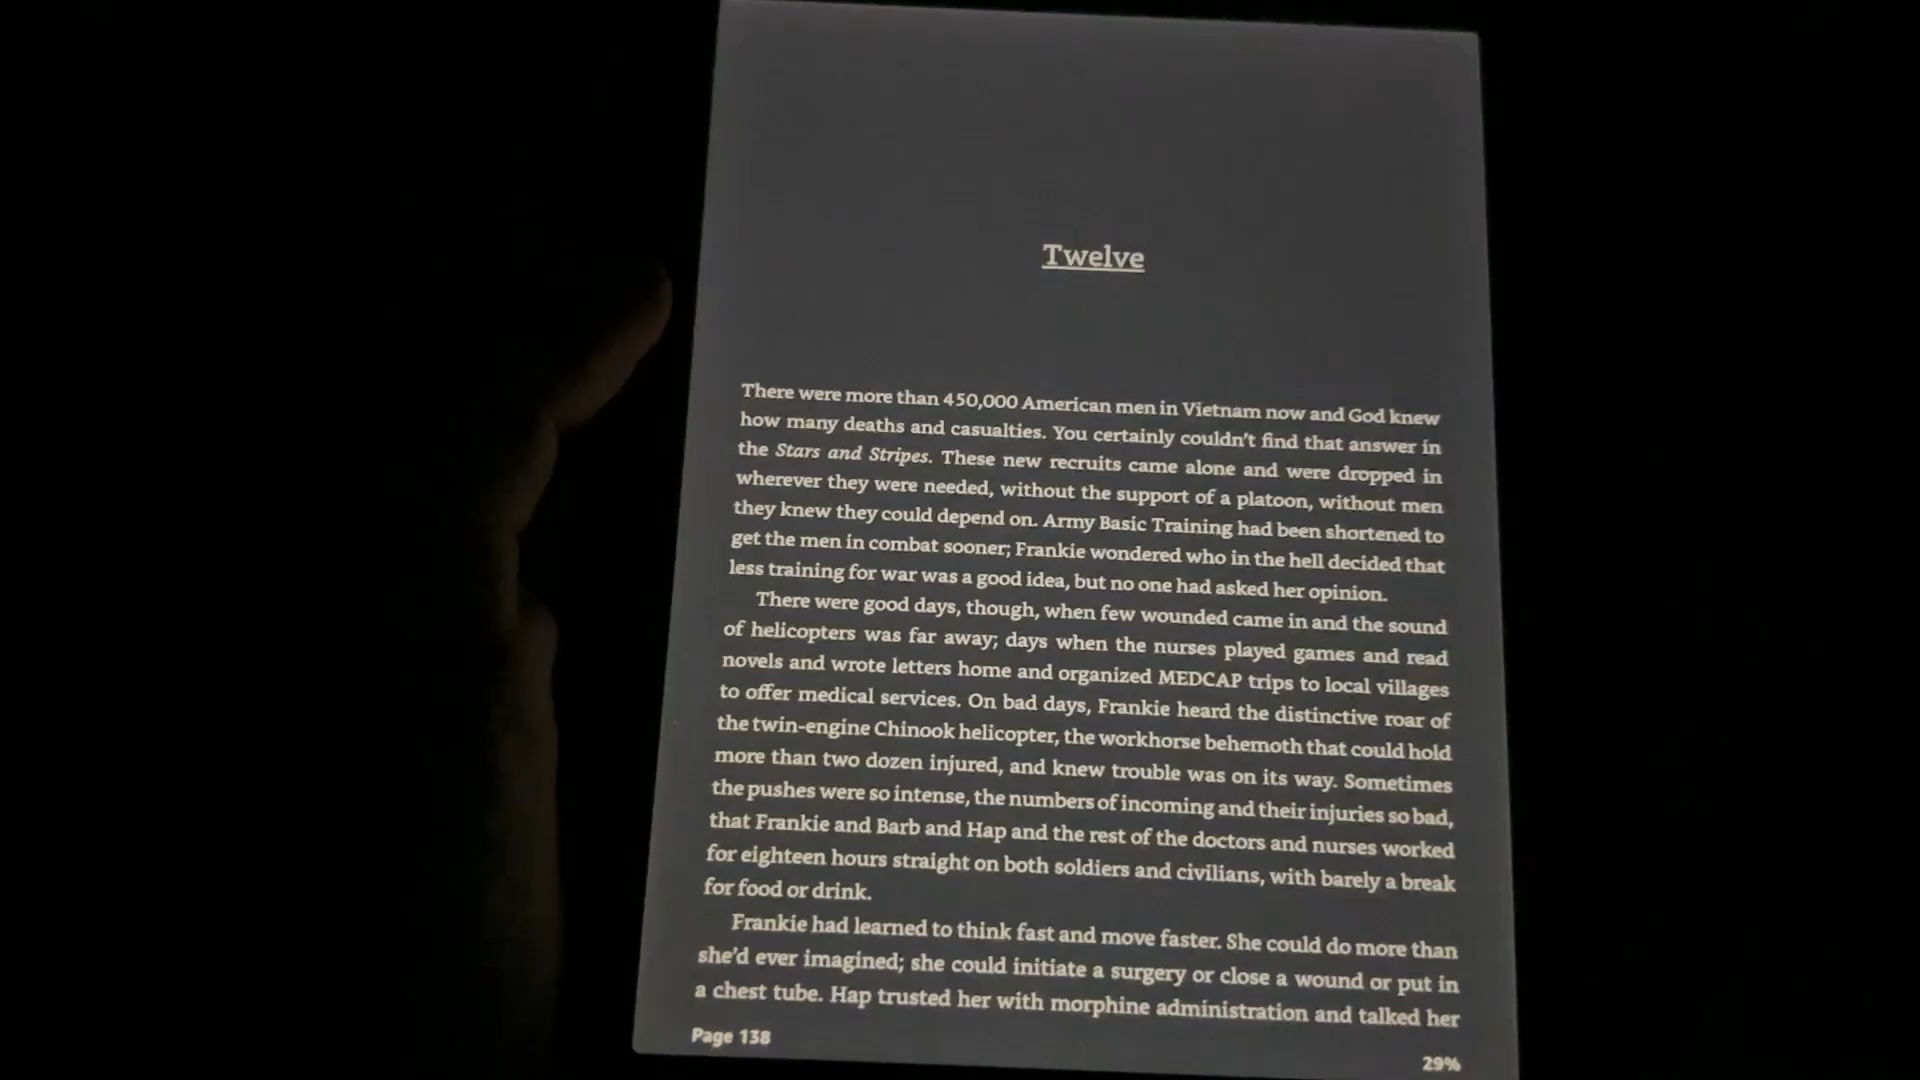 Twelve
There were more than 450,000 American men in Vietnam now and God knew
how many deaths and casualties. You certainly couldn't find that answer in
the Stars and Stripes. These new recruits came alone and were dropped in
wherever they were needed, without the support of a platoon, without men
they knew they could depend on. Army Basic Training had been shortened to
get the men in combat sooner; Frankie wondered who in the hell decided that
less training for war was a good idea, but no one had asked her opinion.
There were good days, though, when few wounded came in and the sound
of helicopters was far away; days when the nurses played games and read
novels and wrote letters home and organized MEDCAP trips to local villages
to offer medical services. On bad days, Frankie heard the distinctive roar of
the twin-engine Chinook helicopter, the workhorse behemoth that could hold
more than two dozen injured, and knew trouble was on its way. Sometimes
the pushes were so intense, the numbers of incoming and their injuries so bad,
that Frankie and Barb and Hap and the rest of the doctors and nurses worked
for eighteen hours straight on both soldiers and civilians, with barely a break
for food or drink.
Frankie had learned to think fast and move faster. She could do more than
she'd ever imagined; she could initiate a surgery or close a wound or put in
a chest tube. Hap trusted her with morphine administration and talked her
Page 138
29%